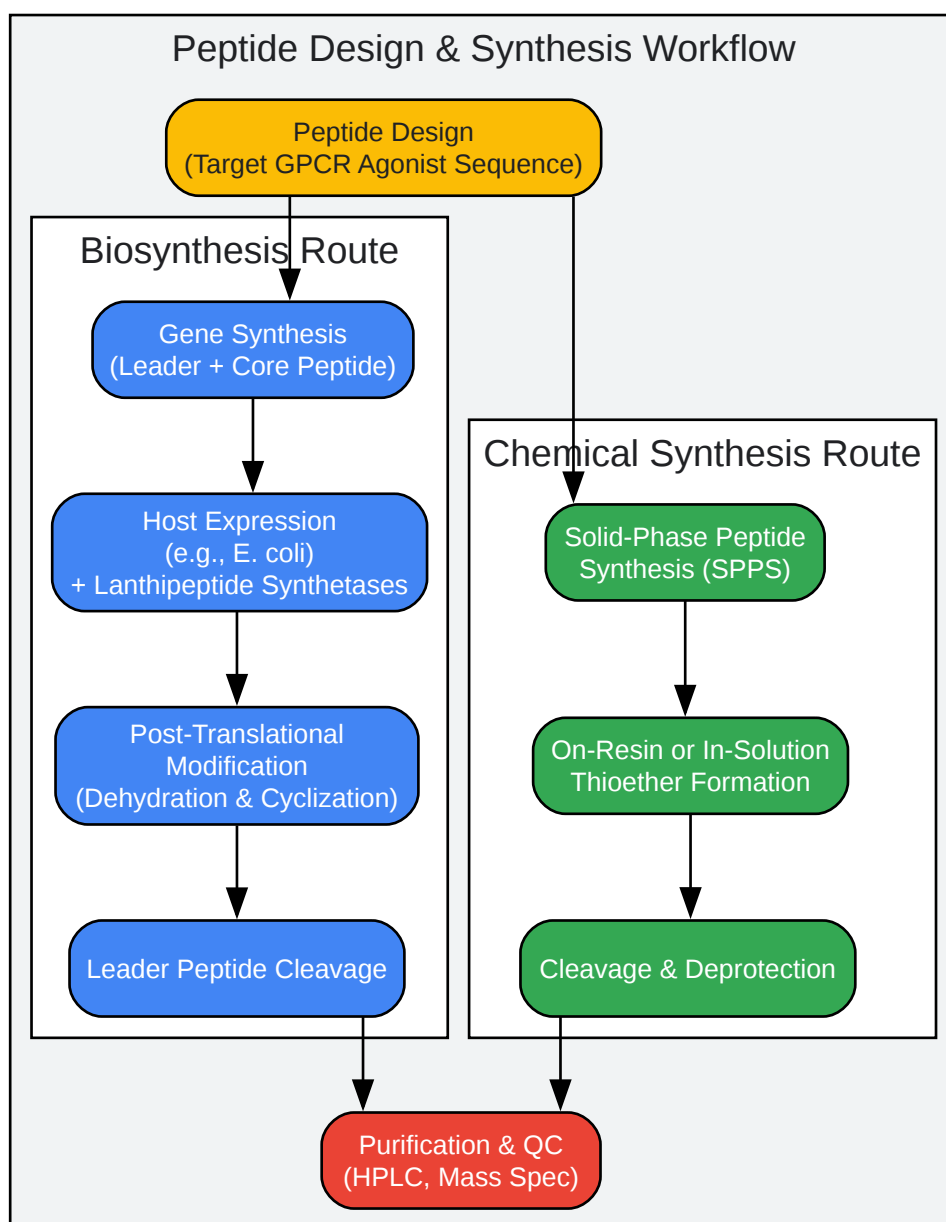 Peptide Design & Synthesis Workflow
Peptide Design
(Target GPCR Agonist Sequence)
Biosynthesis Route
Gene Synthesis
(Leader + Core Peptide)
Host Expression
(e.g., E. coli)
+ Lanthipeptide Synthetases
Post-Translational
Modification
(Dehydration & Cyclization)
Leader Peptide Cleavage
Chemical Synthesis Route
Solid-Phase Peptide
Synthesis (SPPS)
On-Resin or In-Solution
Thioether Formation
Cleavage & Deprotection
Purification & QC
(HPLC, Mass Spec)